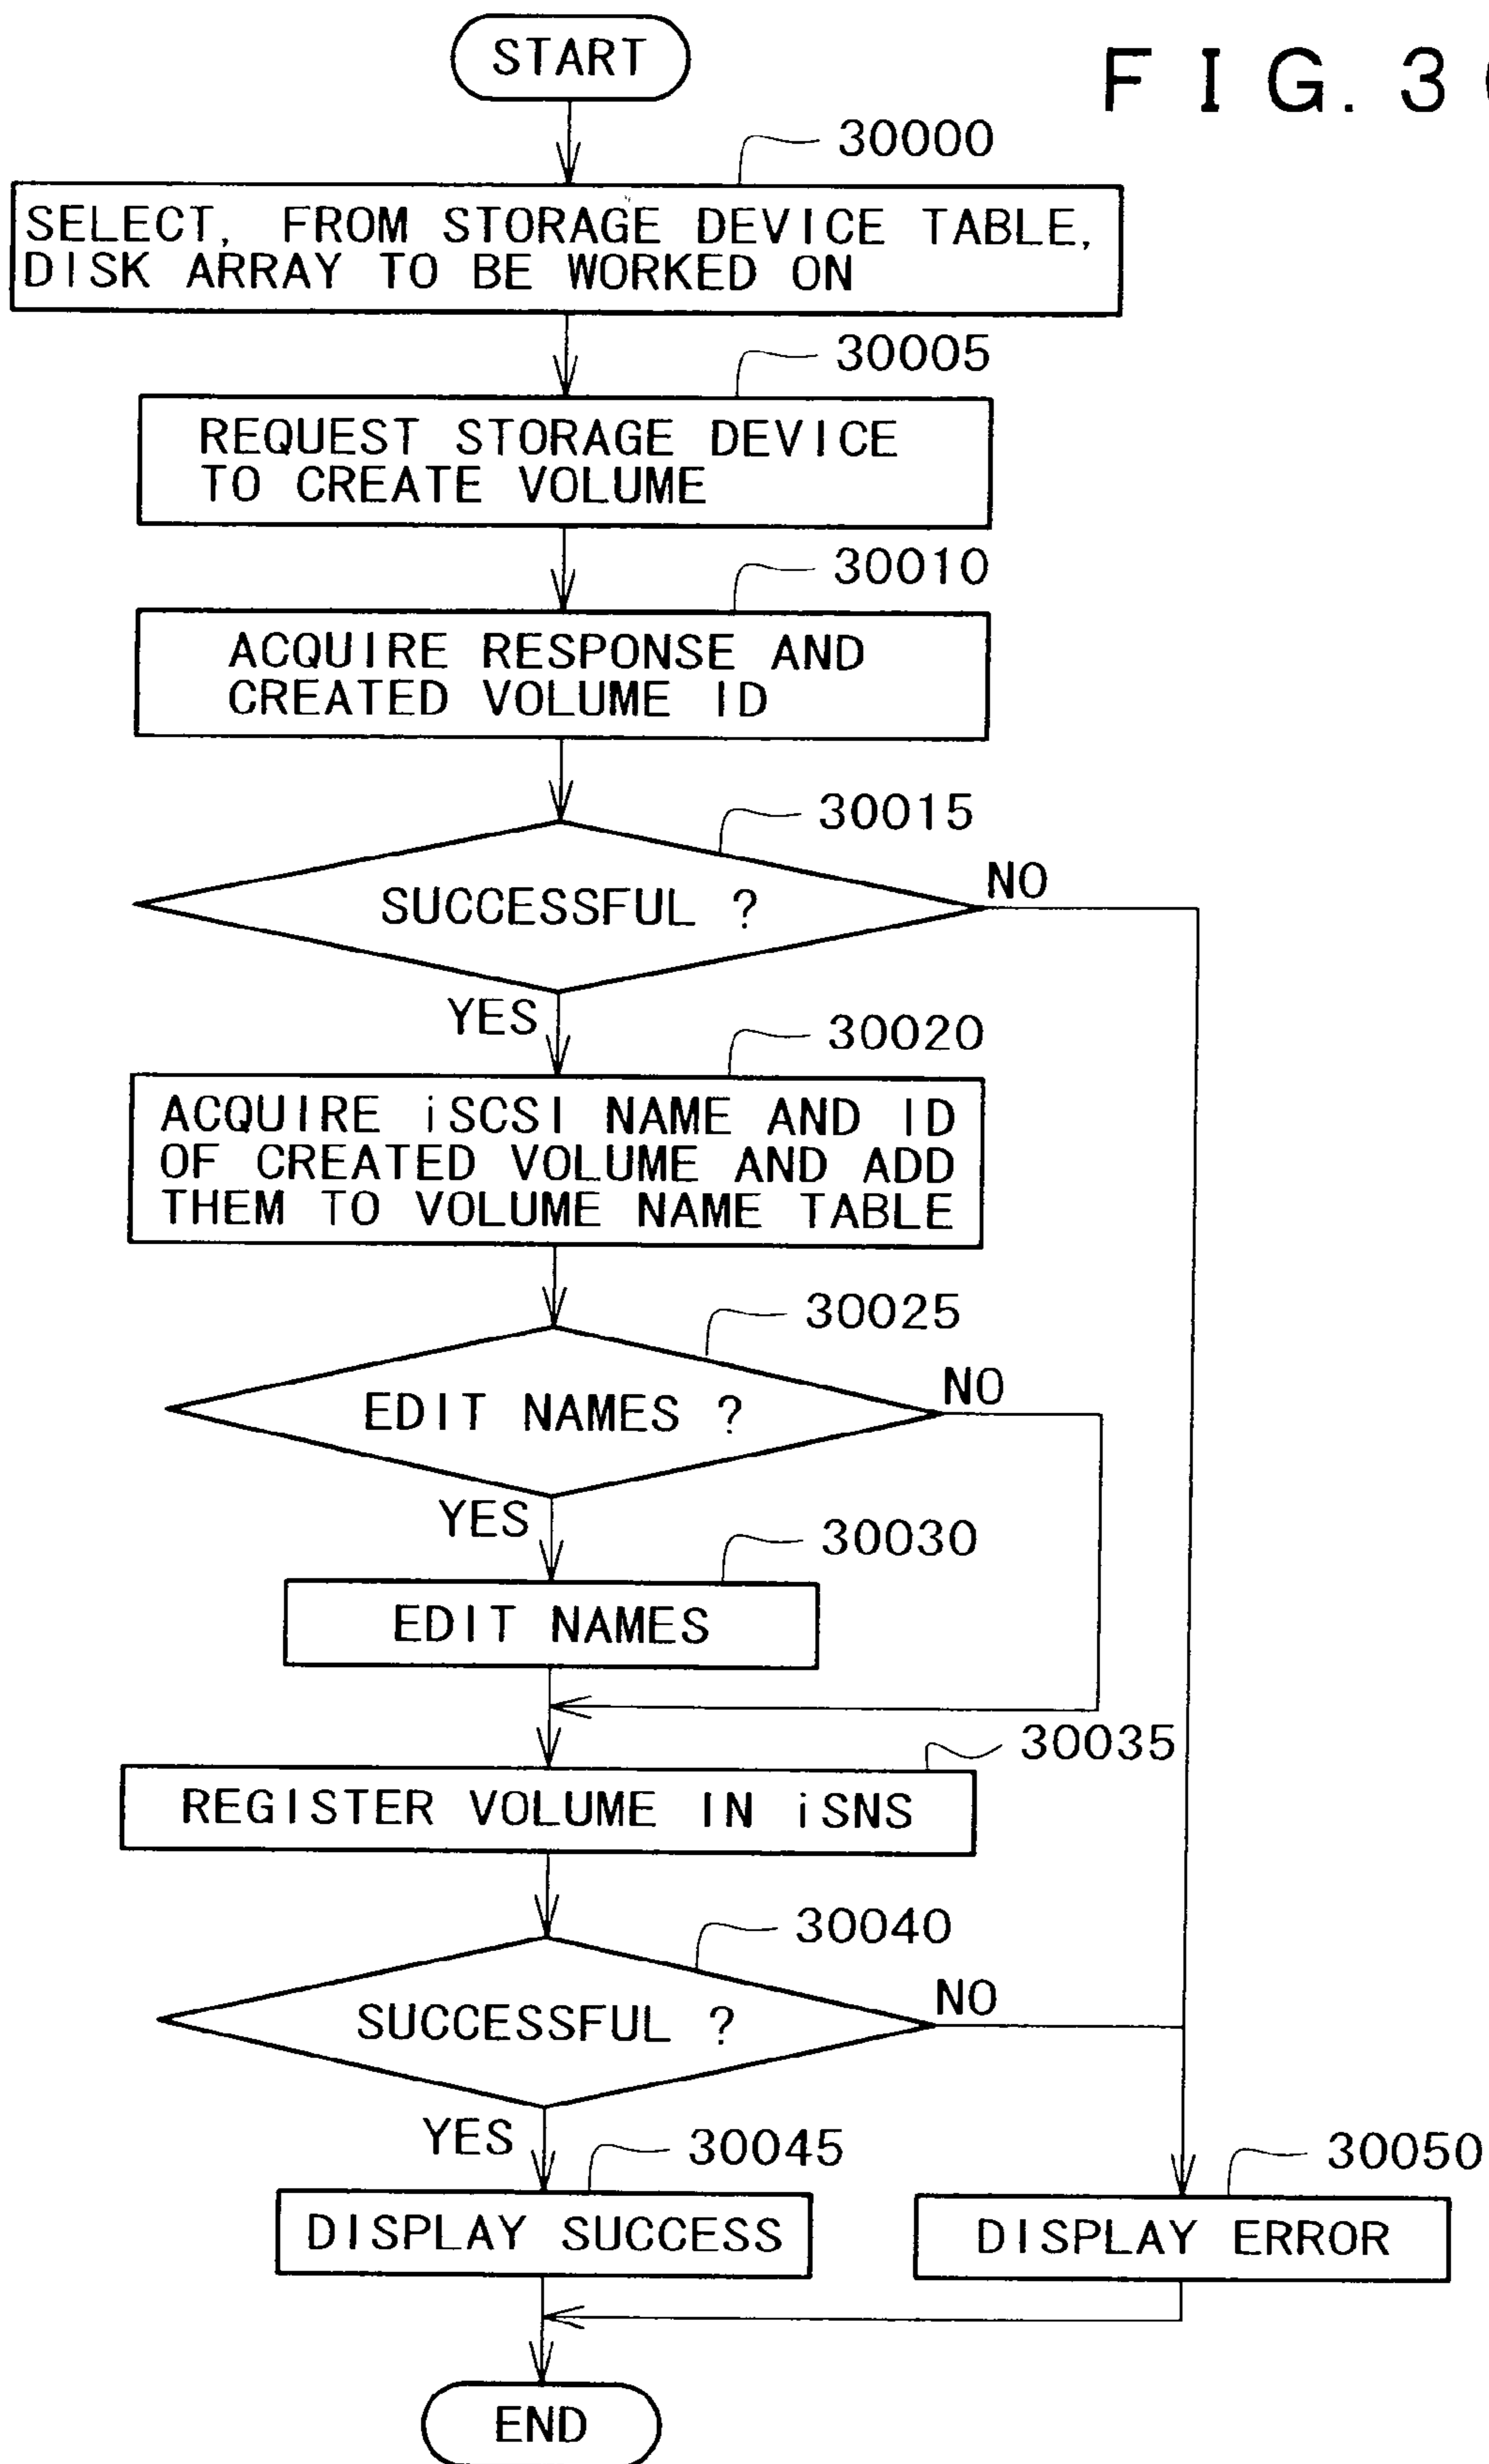 START
FIG. 3
30000
SELECT, FROM STORAGE DEVICE TABLE,
DISK ARRAY TO BE WORKED ON
30005
REQUEST STORAGE DEVICE
TO CREATE VOLUME
30010
ACQUIRE RESPONSE AND
CREATED VOLUME ID
30015
SUCCESSFUL ?
NO
YES
30020
ACQUIRE iSCSI NAME AND ID
OF CREATED VOLUME AND ADD
THEM TO VOLUME NAME TABLE
30025
EDIT NAMES ?
NO
YES
30030
EDIT NAMES
30035
REGISTER VOLUME IN iSNS
30040
SUCCESSFUL ?
NO
YES
30045
DISPLAY SUCCESS
30050
DISPLAY ERROR
END